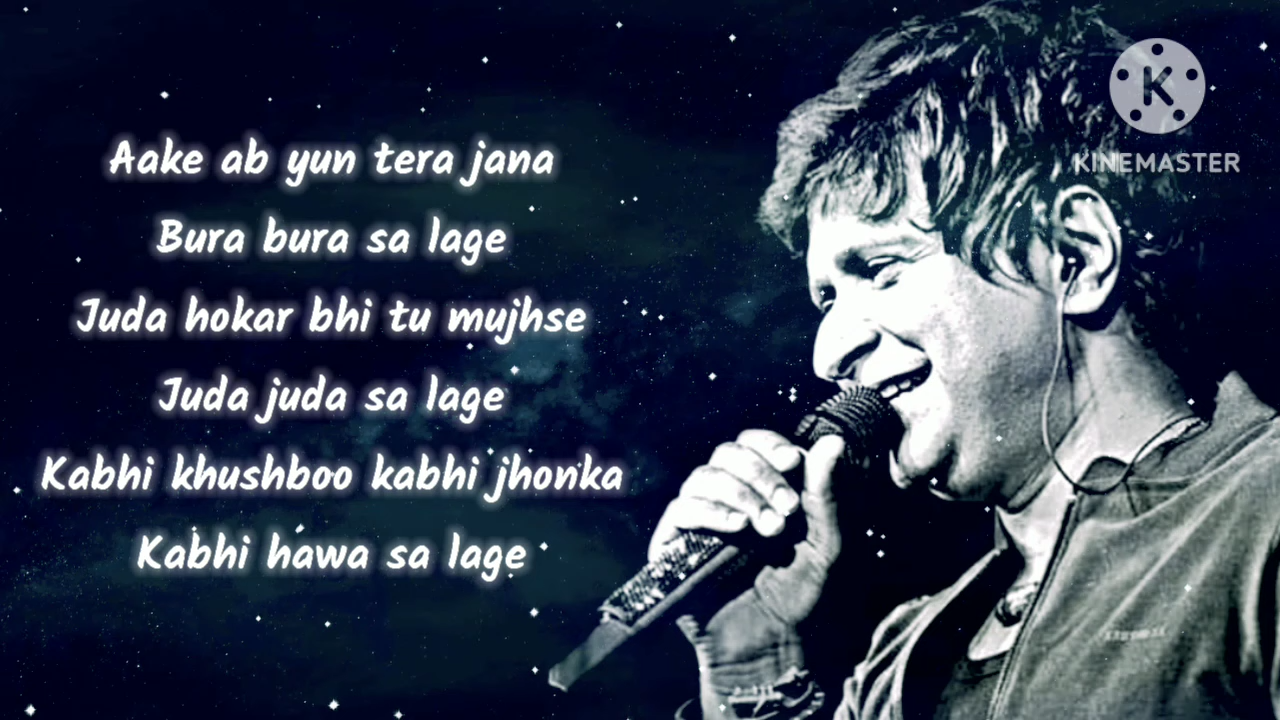 Aake ab yun tera jana
Bura bura sa lage
Juda hokar bhi tu mujhse
Juda juda sa lage
Kabhi khushboo kabhi jhonka
Kabhi hawa sa lage
K
KINEMASTER